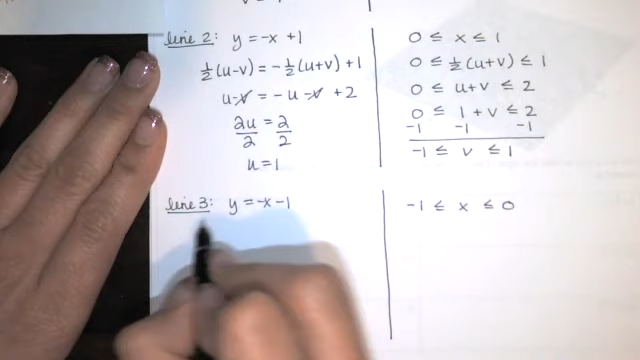 line 2: y = -x + 1
½(u-v) = -½(u+v) + 1
u - v = -u - v + 2
2u/2 = 2/2
u = 1
0 ≤ x ≤ 1
0 ≤ ½(u+v) ≤ 1
0 ≤ u+v ≤ 2
0 ≤ 1 + v ≤ 2
-1 -1 -1
-1 ≤ v ≤ 1
line 3: y = -x - 1
-1 ≤ x ≤ 0